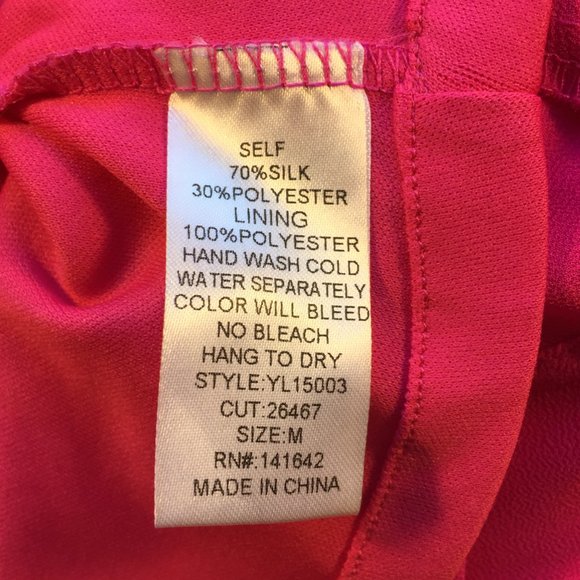 SELF
70%SILK
30%POLYESTER
LINING
100%POLYESTER
HAND WASH COLD
WATER SEPARATELY
COLOR WILL BLEED
NO BLEACH
HANG TO DRY
STYLE:YL15003
CUT:26467
SIZE:M
RN#:141642
MADE IN CHINA